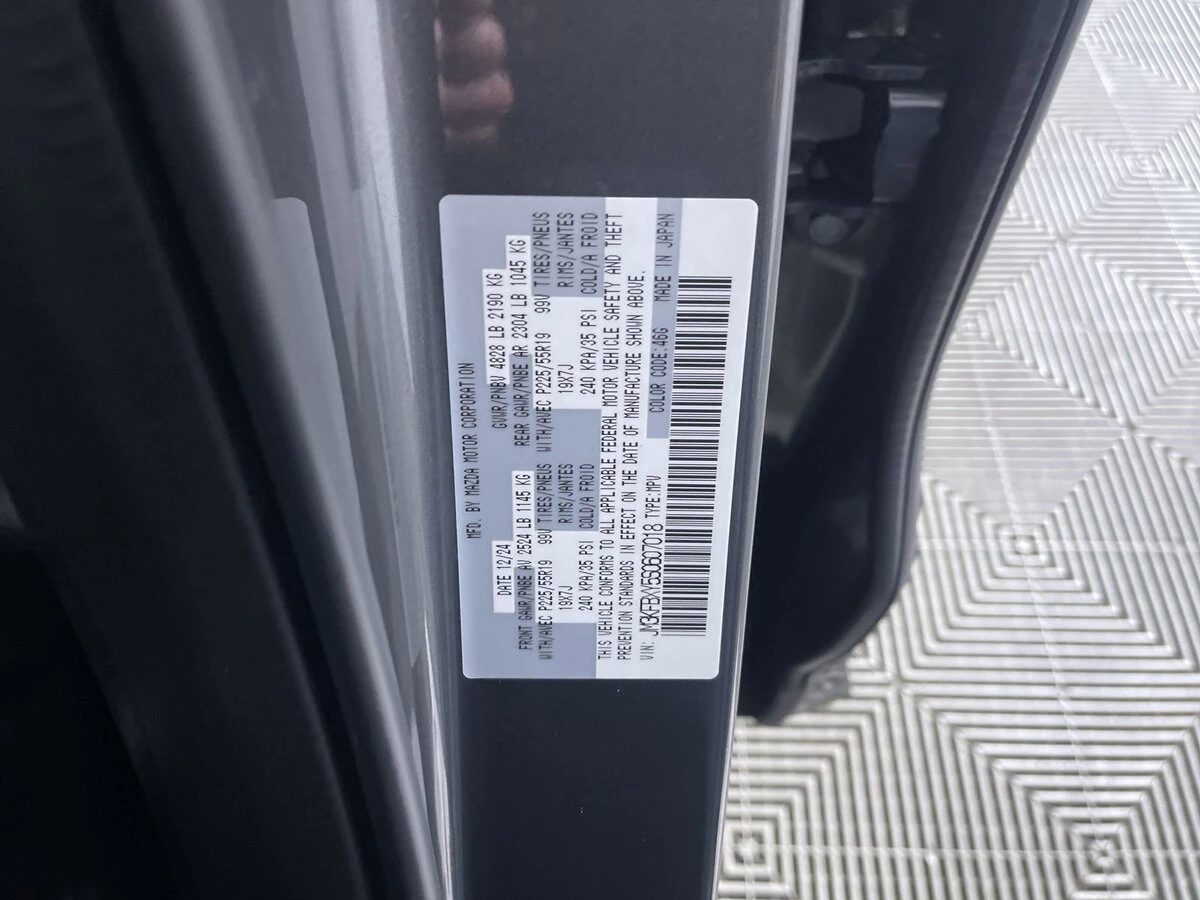 MFD. BY MAZDA MOTOR CORPORATION
DATE 12/24 GVWR/PNBV 4828 LB 2190 KG
FRONT GAWR/PNBE AV 2524 LB 1145 KG REAR GAWR/PNBE AR 2304 LB 1045 KG
WITH/AVEC P225/55R19 99V TIRES/PNEUS WITH/AVEC P225/55R19 99V TIRES/PNEUS
19X7J RIMS/JANTES 19X7J RIMS/JANTES
240 KPA/35 PSI COLD/A FROID 240 KPA/35 PSI COLD/A FROID
THIS VEHICLE CONFORMS TO ALL APPLICABLE FEDERAL MOTOR VEHICLE SAFETY AND THEFT
PREVENTION STANDARDS IN EFFECT ON THE DATE OF MANUFACTURE SHOWN ABOVE.
VIN: JM3KFBXY5S0607018 TYPE:MPV COLOR CODE:46G MADE IN JAPAN